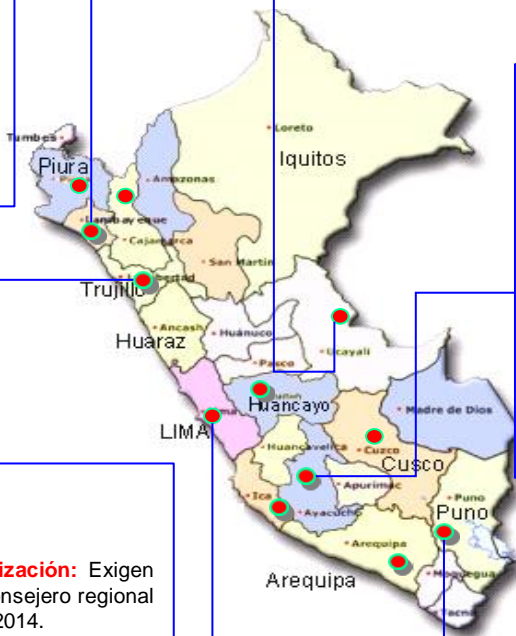 Tumbes
Loreto
Iquitos
Piura
Amazonas
Lambayeque
Cajamarca
San Martin
Trujillo
Ancash
Huánuco
Huaraz
Pasco
Ucayali
Huancayo
Madre de Dios
LIMA
Huancavelica
Cuzco
Cusco
Apurimac
Ica
Ayacucho
Puno
Puno
Arequipa
Arequipa
Moquegua
Tacna
ización: Exigen
onsejero regional
2014.